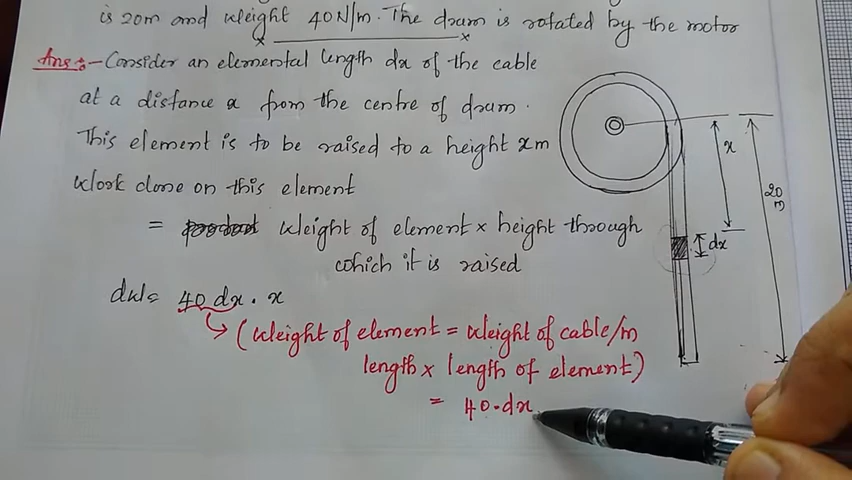 is 20m and weight 40N/m. The drum is rotated by the motor
Ans:- Consider an elemental length dx of the cable
at a distance x from the centre of drum.
This element is to be raised to a height x m
Work done on this element
= weight of element × height through
which it is raised
dW= 40 dx . x
(Weight of element = weight of cable/m
length × length of element)
= 40.dx
x
20 m
dx